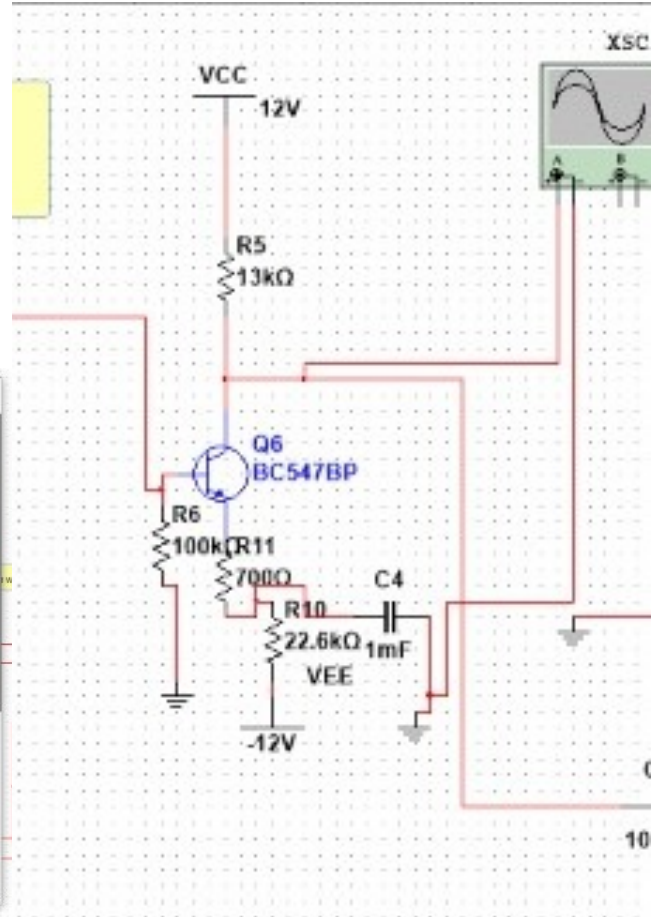 XSC
VCC
12V
A
B
R5
13kΩ
Q6
BC547BP
R6
100kΩ
R11
700Ω
C4
R10
22.6kΩ
1mF
VEE
-12V
10